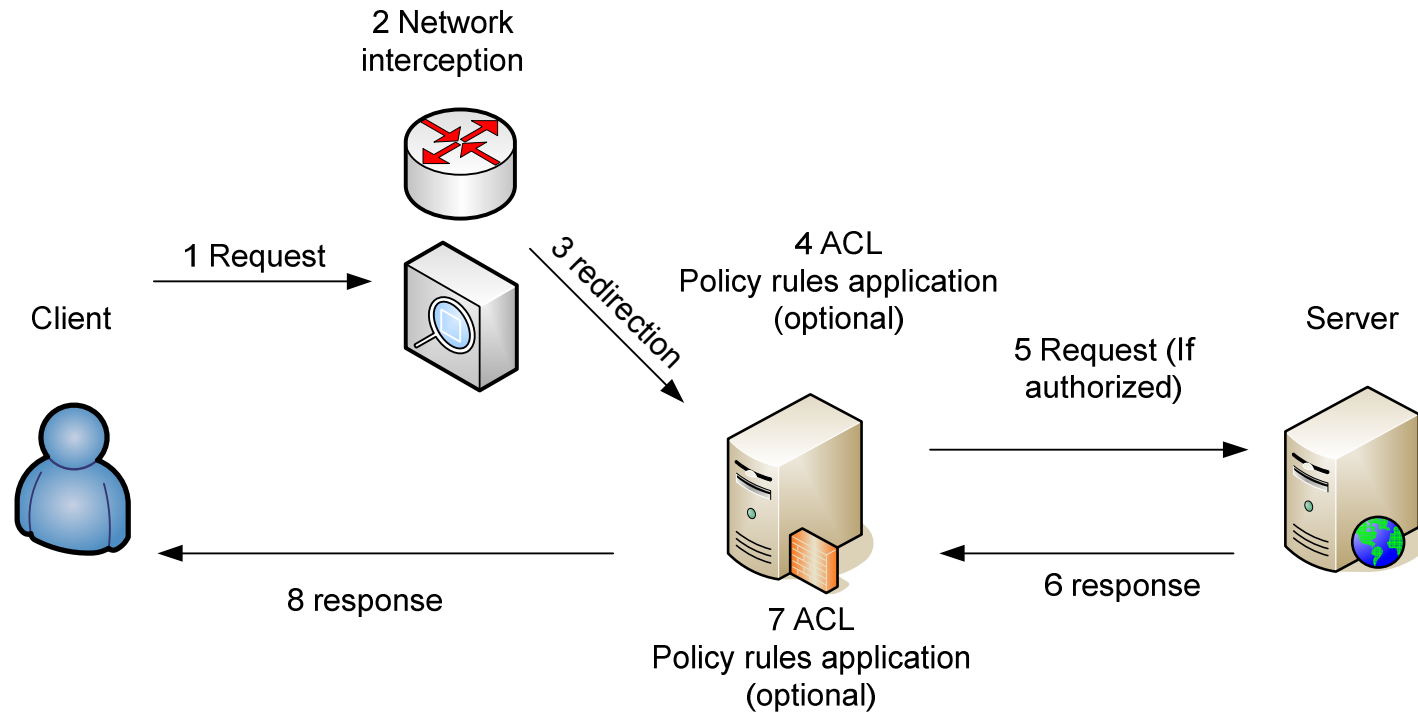 2 Network
interception
1 Request
3 redirection
4 ACL
Policy rules application
(optional)
Client
Server
5 Request (If
authorized)
8 response
6 response
7 ACL
Policy rules application
(optional)